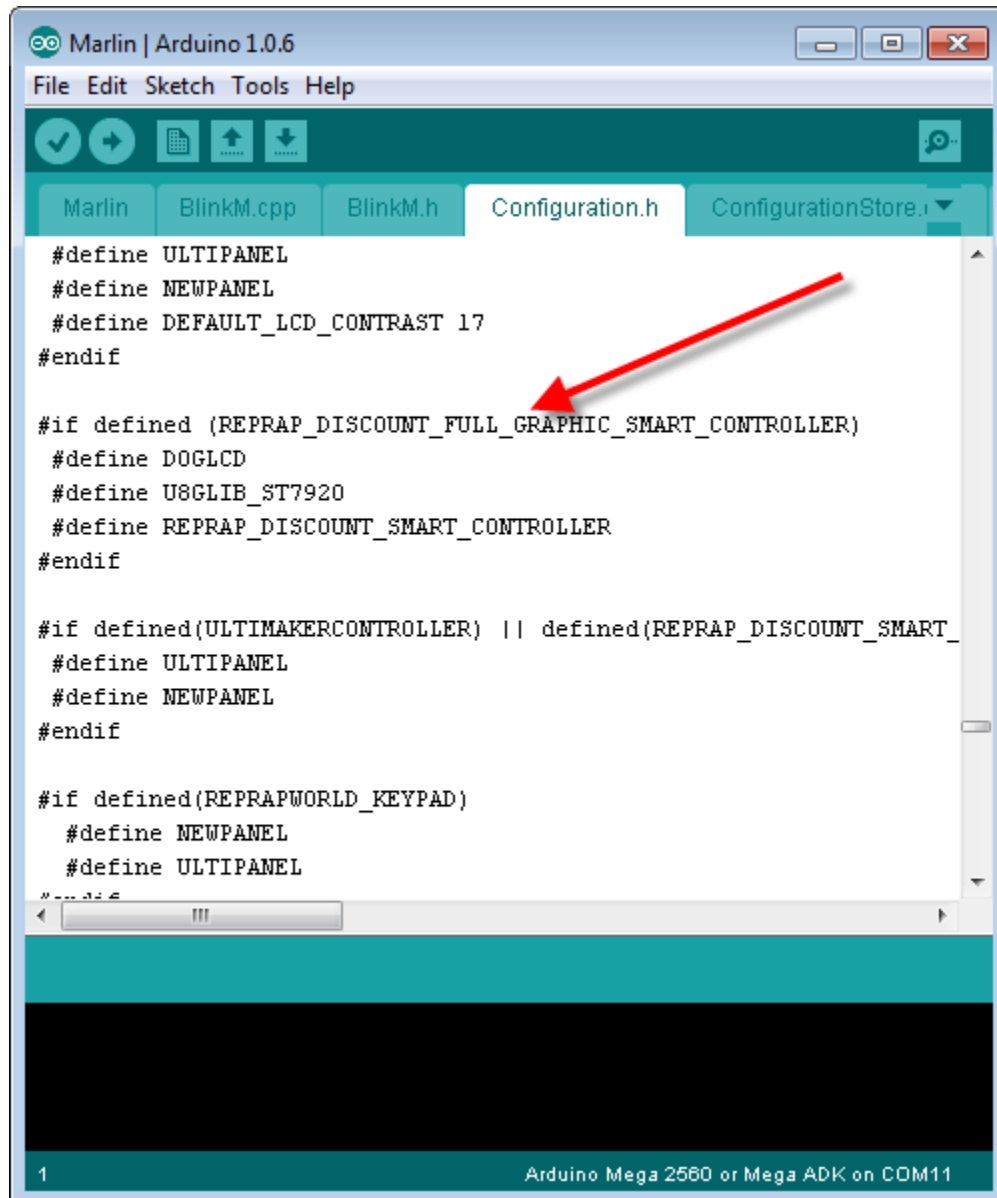 Marlin | Arduino 1.0.6
File Edit Sketch Tools Help
Marlin BlinkM.cpp BlinkM.h Configuration.h ConfigurationStore.
#define ULTIPANEL
#define NEWPANEL
#define DEFAULT_LCD_CONTRAST 17
#endif
#if defined (REPRAP_DISCOUNT_FULL_GRAPHIC_SMART_CONTROLLER)
#define DOGLCD
#define U8GLIB_ST7920
#define REPRAP_DISCOUNT_SMART_CONTROLLER
#endif
#if defined(ULTIMAKERCONTROLLER) || defined(REPRAP_DISCOUNT_SMART_
#define ULTIPANEL
#define NEWPANEL
#endif
#if defined(REPRAPWORLD_KEYPAD)
#define NEWPANEL
#define ULTIPANEL
1 Arduino Mega 2560 or Mega ADK on COM11